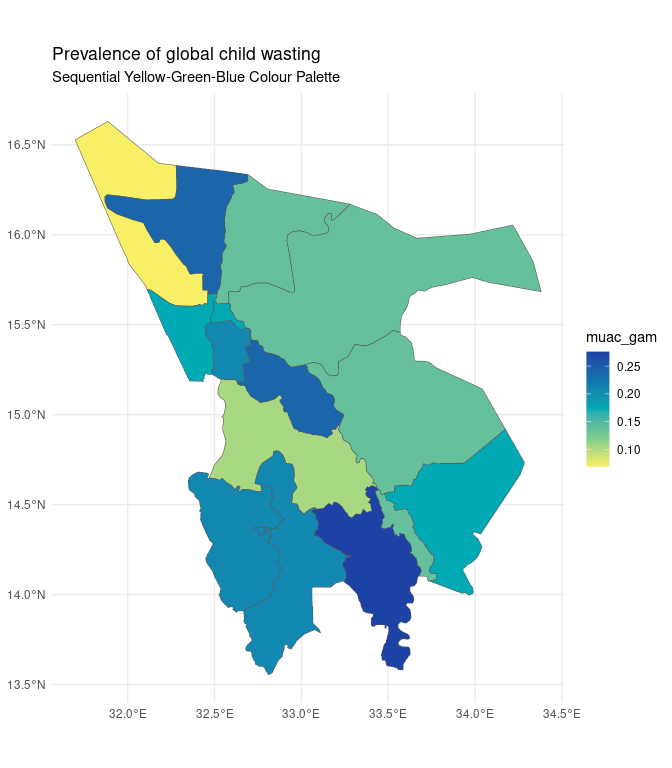 Prevalence of global child wasting
Sequential Yellow-Green-Blue Colour Palette
16.5°N
16.0°N
15.5°N
15.0°N
14.5°N
14.0°N
13.5°N
32.0°E 32.5°E 33.0°E 33.5°E 34.0°E 34.5°E
muac_gam
0.25
0.20
0.15
0.10